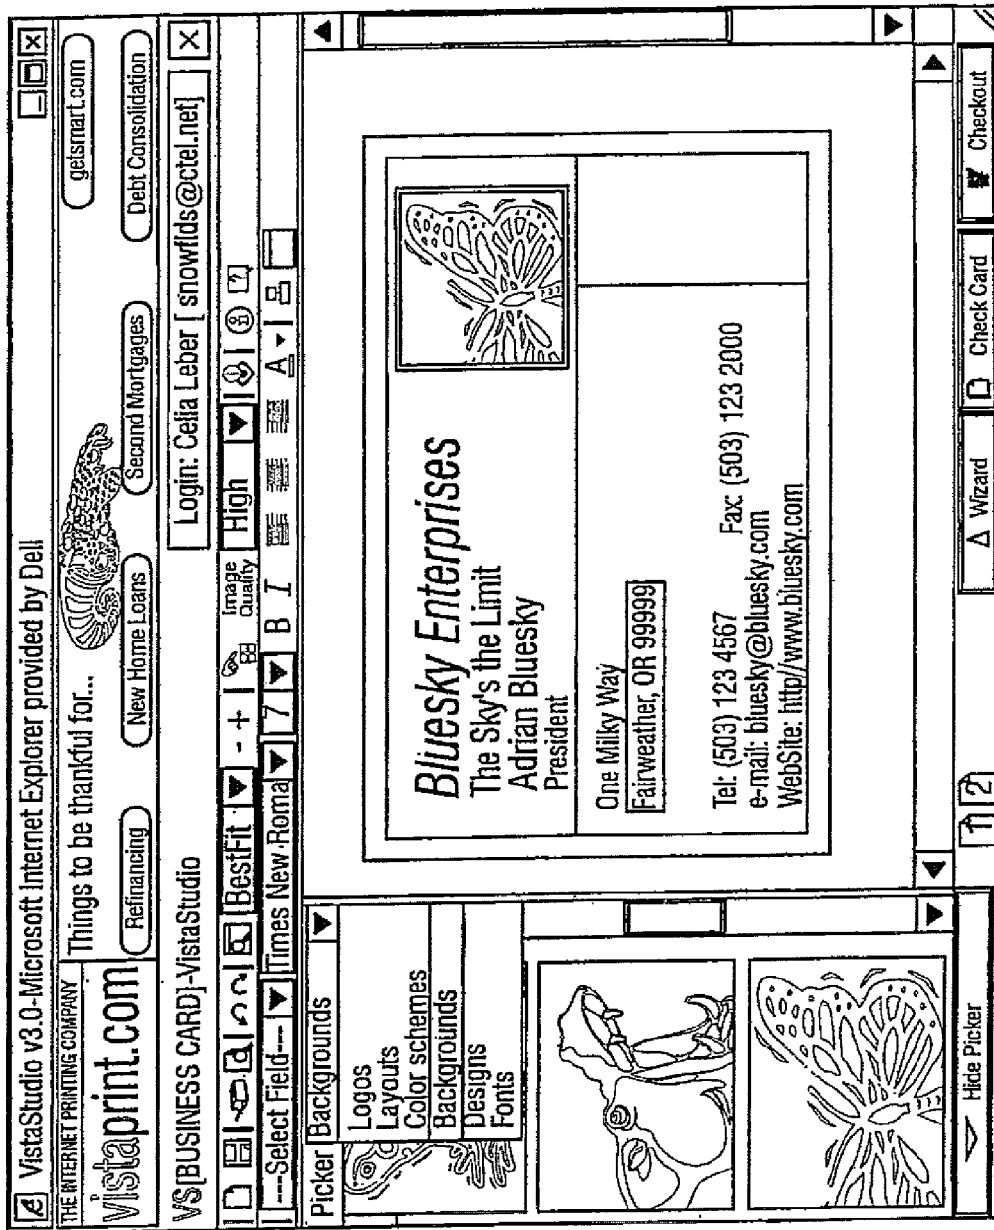 VistaStudio v3.0-Microsoft Internet Explorer provided by Dell
THE INTERNET PRINTING COMPANY
vistaprint.com
Things to be thankful for...
getsmart.com
Refinancing
New Home Loans
Second Mortgages
Debt Consolidation
VS[BUSINESS CARD]-VistaStudio
Login: Celia Leber [ snowflds@ctel.net]
BestFit
- +
Image
Quality
High
----Select Field----
Times New Roma
7
B I
A
Picker
Backgrounds
Logos
Layouts
Color schemes
Backgrounds
Designs
Fonts
Bluesky Enterprises
The Sky's the Limit
Adrian Bluesky
President
One Milky Way
Fairweather, OR 99999
Tel: (503) 123 4567
Fax: (503) 123 2000
e-mail: bluesky@bluesky.com
WebSite: http//www.bluesky.com
Hide Picker
1 2
Wizard
Check Card
Checkout